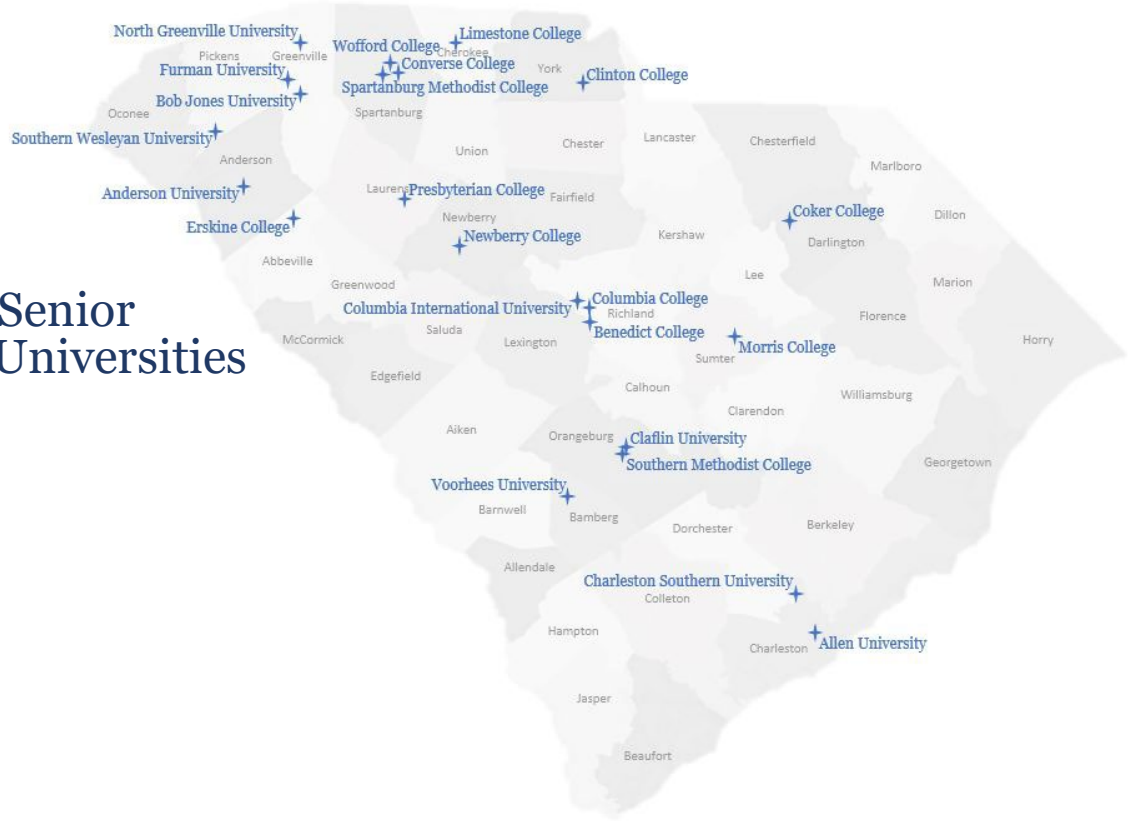 North Greenville University
Limestone College
Wofford College
Cherokee
Pickens
Greenville
Converse College
Furman University
York
Clinton College
Spartanburg Methodist College
Bob Jones University
Oconee
Spartanburg
Southern Wesleyan University
Lancaster
Chester
Chesterfield
Union
Anderson
Marlboro
Laurens
Presbyterian College
Anderson University
Fairfield
Coker College
Newberry
Dillon
Erskine College
Newberry College
Kershaw
Darlington
Abbeville
Lee
Greenwood
Marion
Columbia International University
Columbia College
Senior
Richland
Florence
Saluda
Benedict College
McCormick
Lexington
Morris College
Horry
Universities
Sumter
Edgefield
Calhoun
Williamsburg
Clarendon
Aiken
Orangeburg
Claflin University
Georgetown
Southern Methodist College
Voorhees University
Barnwell
Bamberg
Dorchester
Berkeley
Allendale
Charleston Southern University
Colleton
Hampton
Allen University
Charleston
Jasper
Beaufort